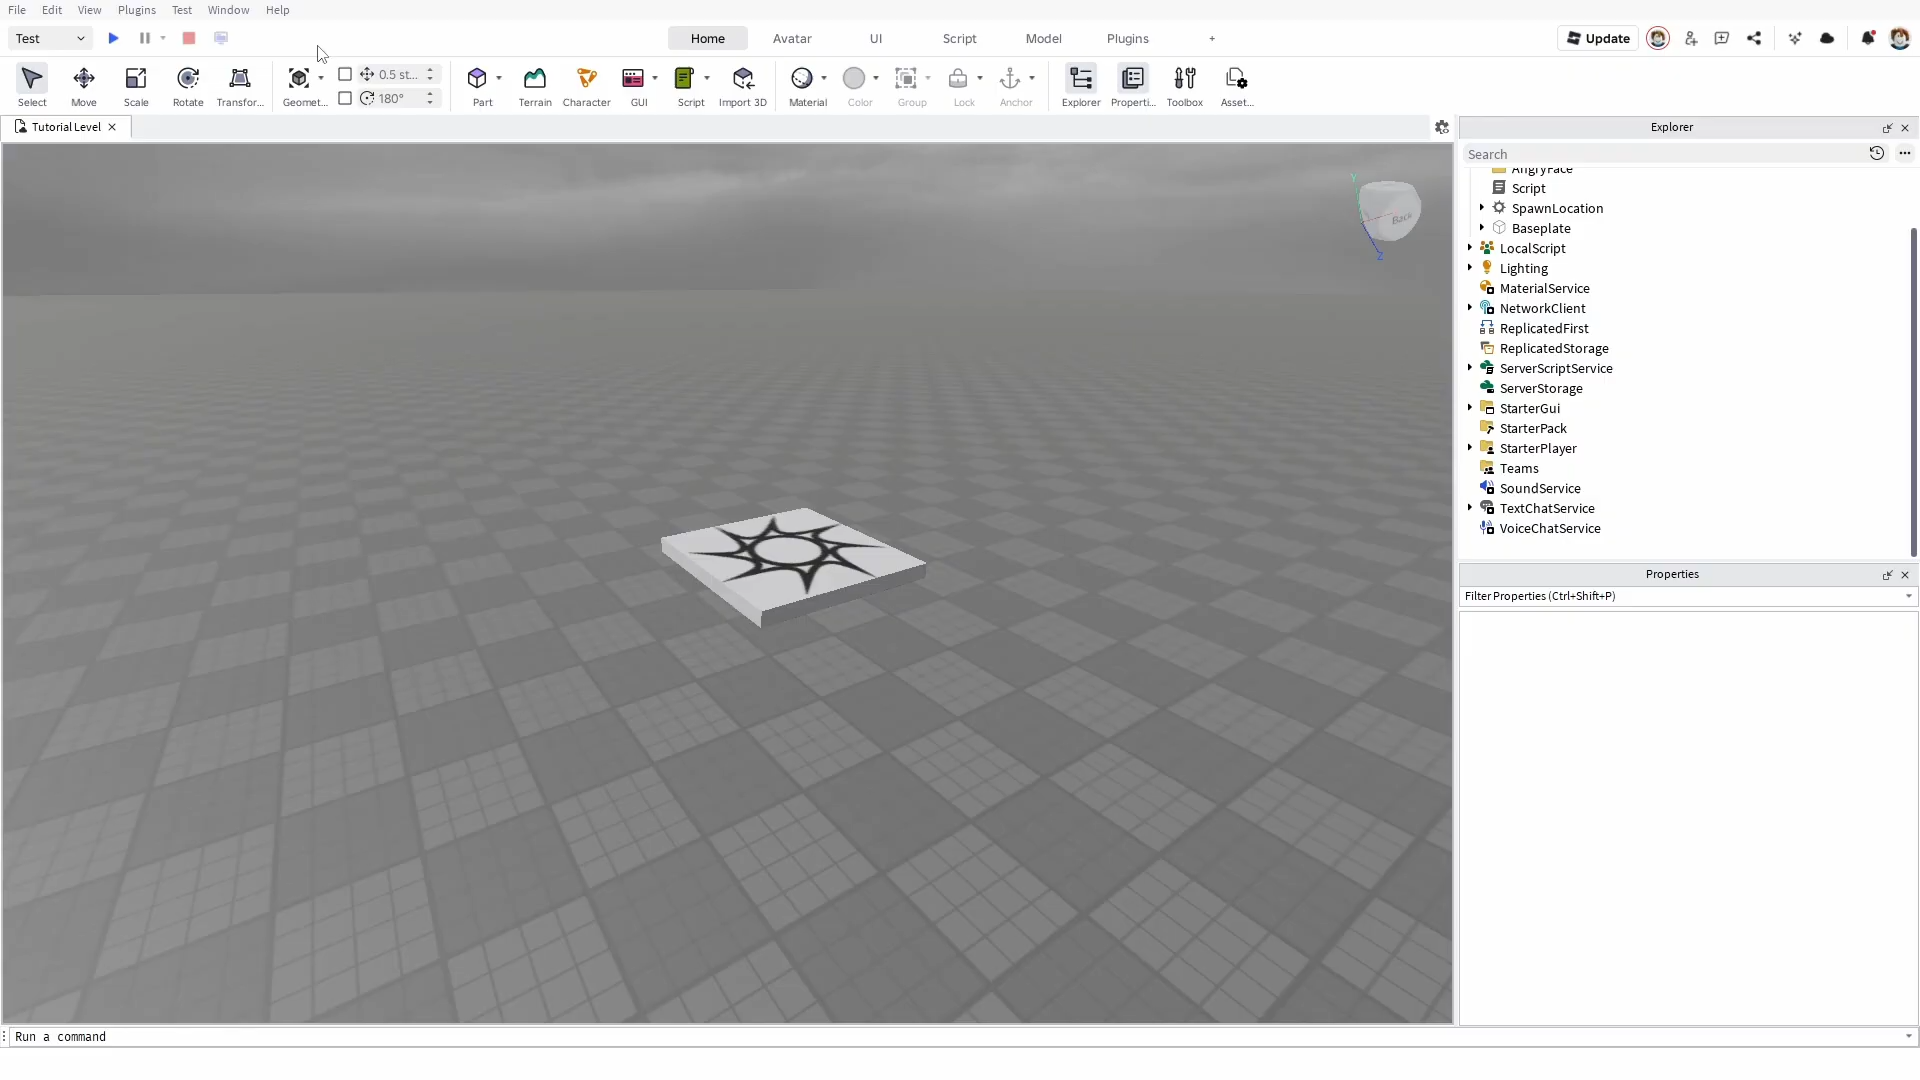 File Edit View Plugins Test Window Help
Test Home Avatar UI Script Model Plugins + Update
0.5 st...
180°
Select Move Scale Rotate Transfor... Geomet... Part Terrain Character GUI Script Import 3D Material Color Group Lock Anchor Explorer Properti... Toolbox Asset...
Tutorial Level
Y
Back
Z
Explorer
Search
AngryFace
Script
SpawnLocation
Baseplate
LocalScript
Lighting
MaterialService
NetworkClient
ReplicatedFirst
ReplicatedStorage
ServerScriptService
ServerStorage
StarterGui
StarterPack
StarterPlayer
Teams
SoundService
TextChatService
VoiceChatService
Properties
Filter Properties (Ctrl+Shift+P)
Run a command